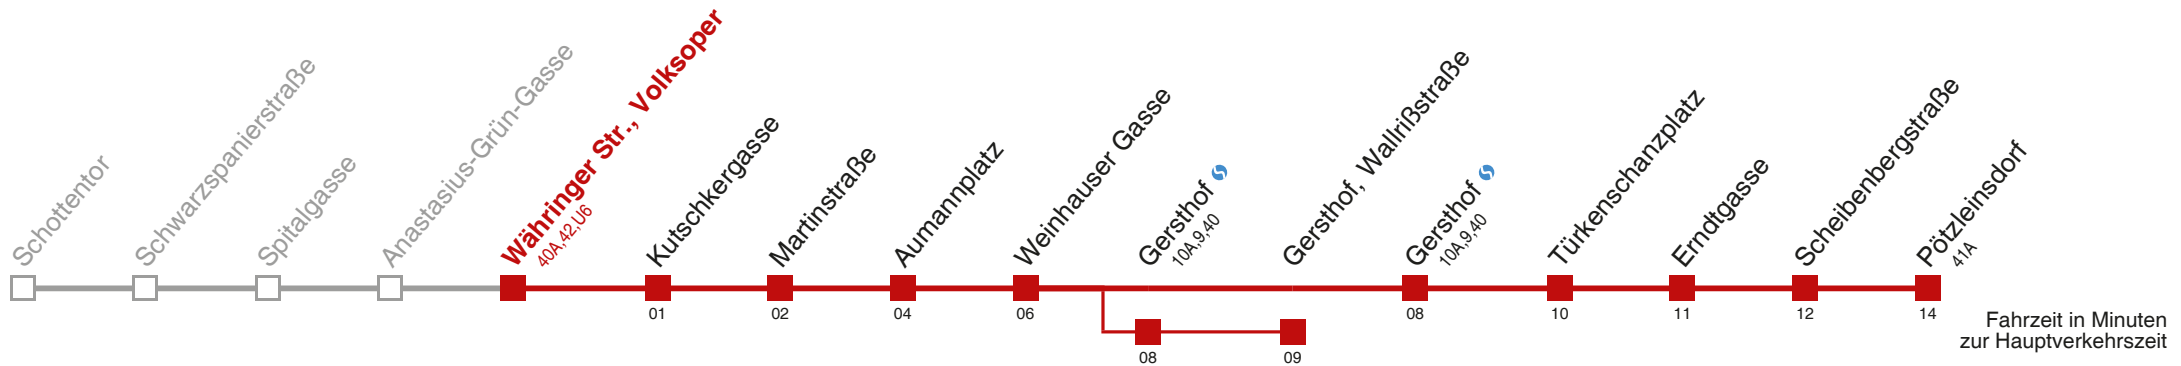 Schottentor
Schwarzspanierstraße
Spitalgasse
Anastasius-Grün-Gasse
Währinger Str., Volksoper
40A,42,U6
Kutschkergasse
Martinstraße
Aumannplatz
Weinhauser Gasse
Gersthof
10A,9,40
Gersthof, Wallrißstraße
Gersthof
10A,9,40
Türkenschanzplatz
Erndtgasse
Scheibenbergstraße
Pötzleinsdorf
41A
01
02
04
06
08
10
11
12
14
08
09
Fahrzeit in Minuten
zur Hauptverkehrszeit